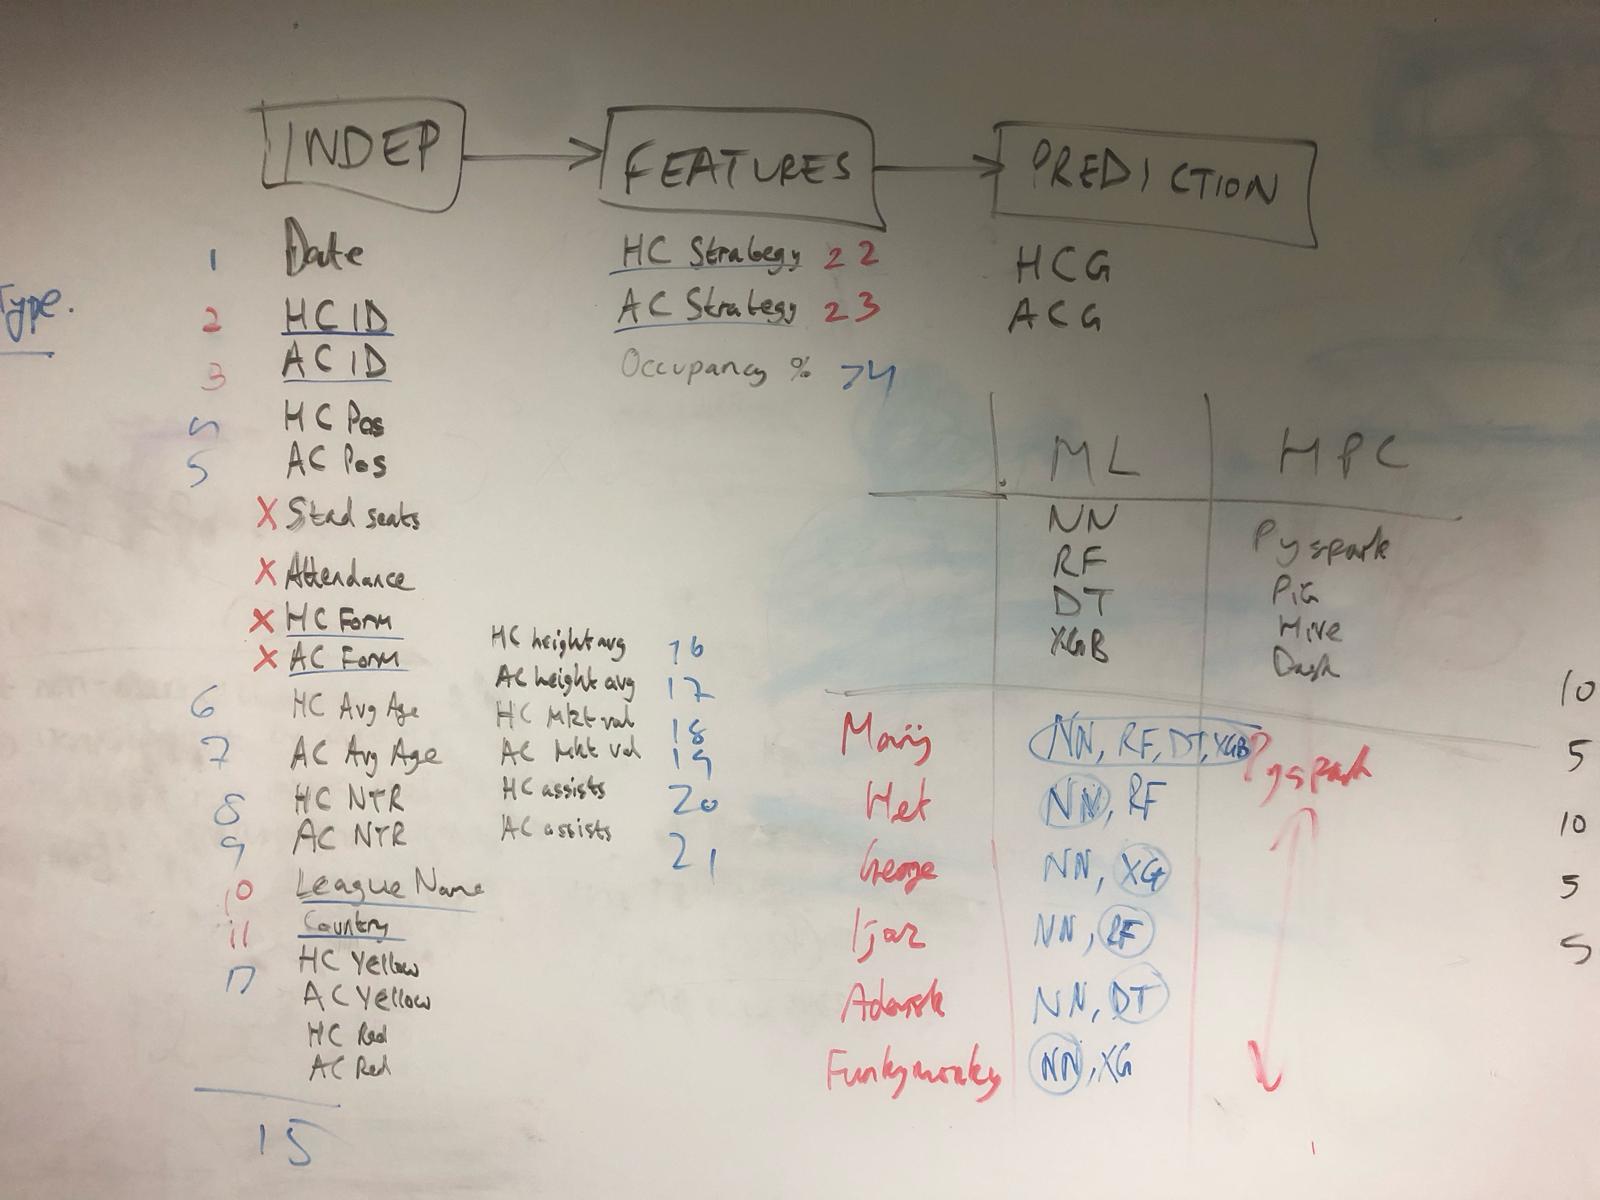 INDEP
FEATURES
PREDICTION
Type.
1 Date
2 HC ID
3 AC ID
4 HC Pos
5 AC Pos
X Stad seats
X Attendance
X HC Form
X AC Form
6 HC Avg Age
7 AC Avg Age
8 HC NTR
9 AC NTR
10 League Name
11 Country
HC Yellow
AC Yellow
HC Red
AC Red
15
HC height avg 16
AC height avg 17
HC Mkt val 18
AC Mkt val 19
HC assists 20
AC assists 21
HC Strategy 22
AC Strategy 23
Occupancy % 24
HCG
ACG
ML HPC
NN
RF
DT
XGB
Pyspark
PiG
Hive
Dash
NN, RF, DT, XGB Pyspark
Het NN, RF
George NN, XG
Ijaz NN, RF
Adarsh NN, DT
Funkymonky NN, XG
10
5
10
5
5